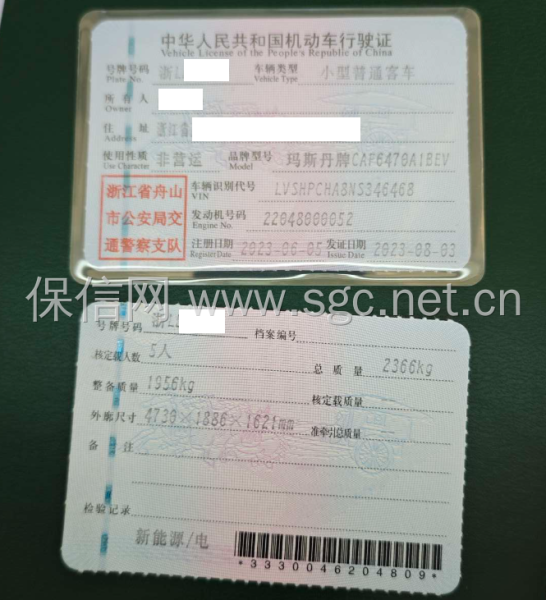 中华人民共和国机动车行驶证
Vehicle License of the People's Republic of China
号牌号码 浙L 车辆类型 小型普通客车
Plate No. Vehicle Type
所有人
Owner
住址 浙江省
Address
使用性质 非营运 品牌型号 玛斯丹牌CAF6470A1BEV
Use Character Model
浙江省舟山
市公安局交
通警察支队
车辆识别代号 LVSHPCHA8NS346468
VIN
发动机号码 22048000052
Engine No.
注册日期 2023-06-05 发证日期 2023-08-03
Register Date Issue Date
保信网 www.sgc.net.cn
号牌号码 浙L 档案编号
核定载人数 5人 总质量 2366kg
整备质量 1956kg 核定载质量
外廓尺寸 4730×1886×1621mm 准牵引总质量
备注
检验记录
新能源/电
*3330046204809*